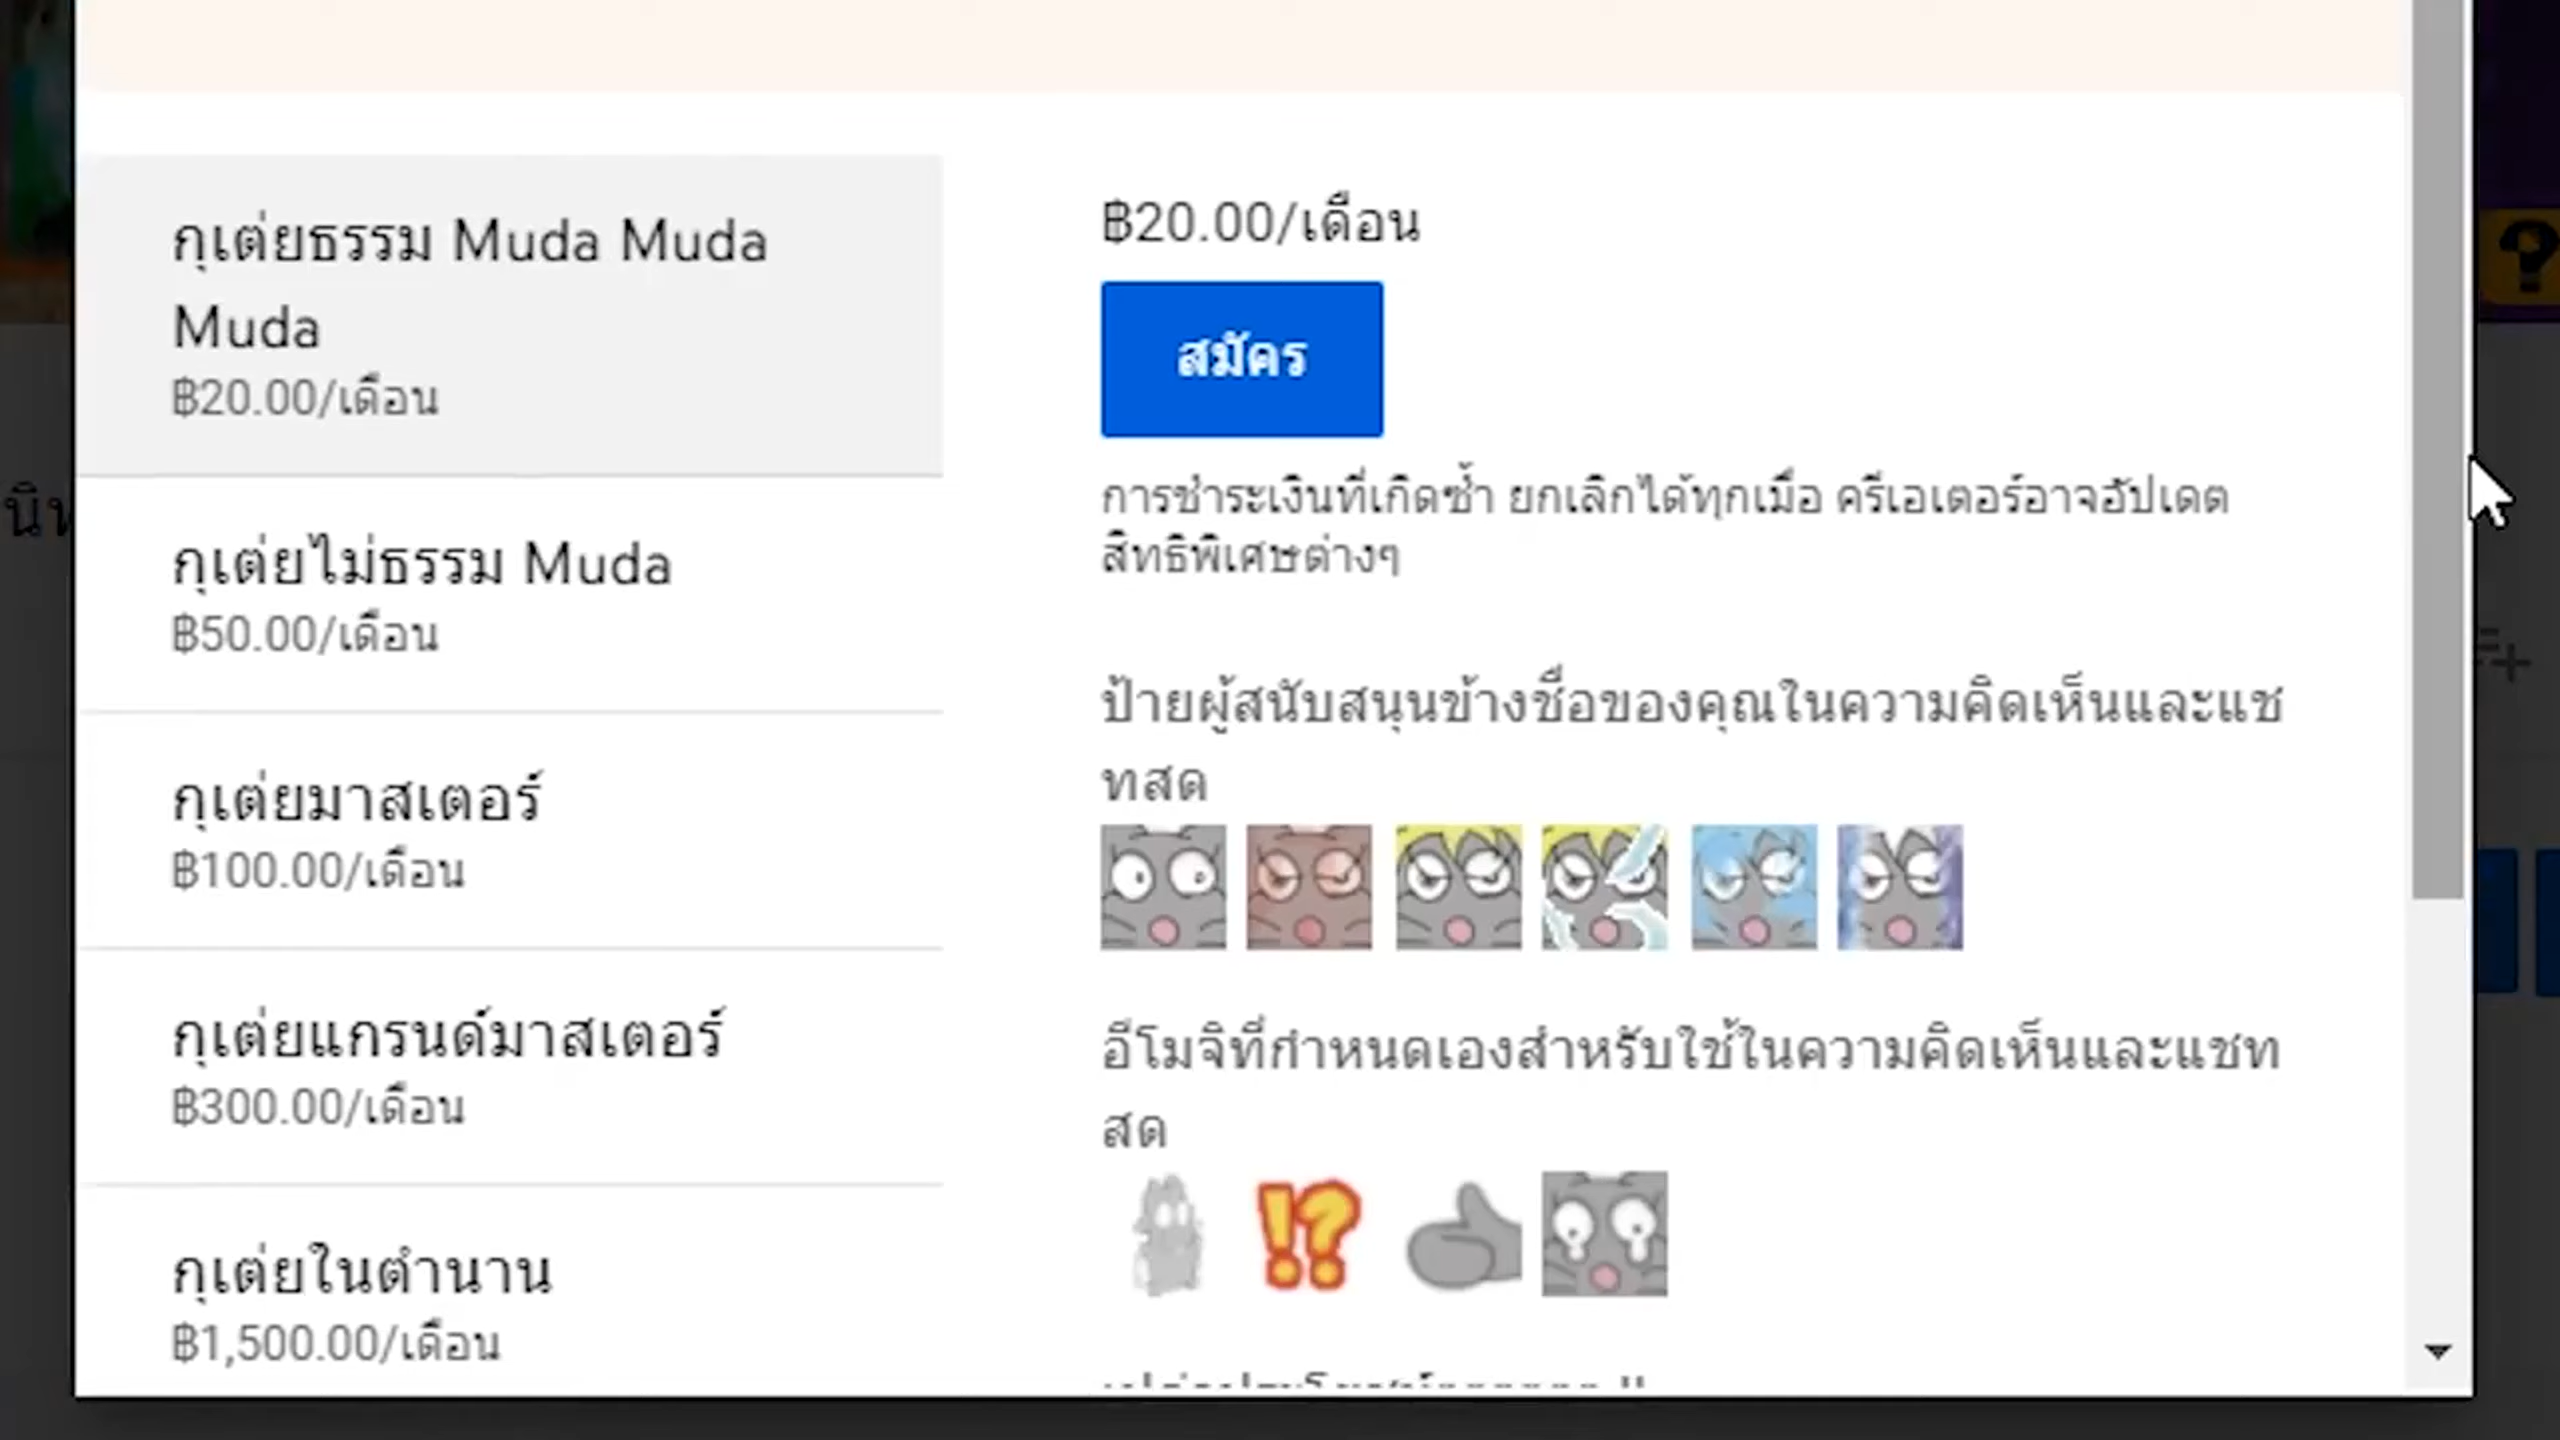 กุเต่ยธรรม Muda Muda
Muda
฿20.00/เดือน
กุเต่ยไม่ธรรม Muda
฿50.00/เดือน
กุเต่ยมาสเตอร์
฿100.00/เดือน
กุเต่ยแกรนด์มาสเตอร์
฿300.00/เดือน
กุเต่ยในตำนาน
฿1,500.00/เดือน
฿20.00/เดือน
สมัคร
การชำระเงินที่เกิดซ้ำ ยกเลิกได้ทุกเมื่อ ครีเอเตอร์อาจอัปเดต
สิทธิพิเศษต่างๆ
ป้ายผู้สนับสนุนข้างชื่อของคุณในความคิดเห็นและแช
ทสด
อีโมจิที่กำหนดเองสำหรับใช้ในความคิดเห็นและแชท
สด
!?
?